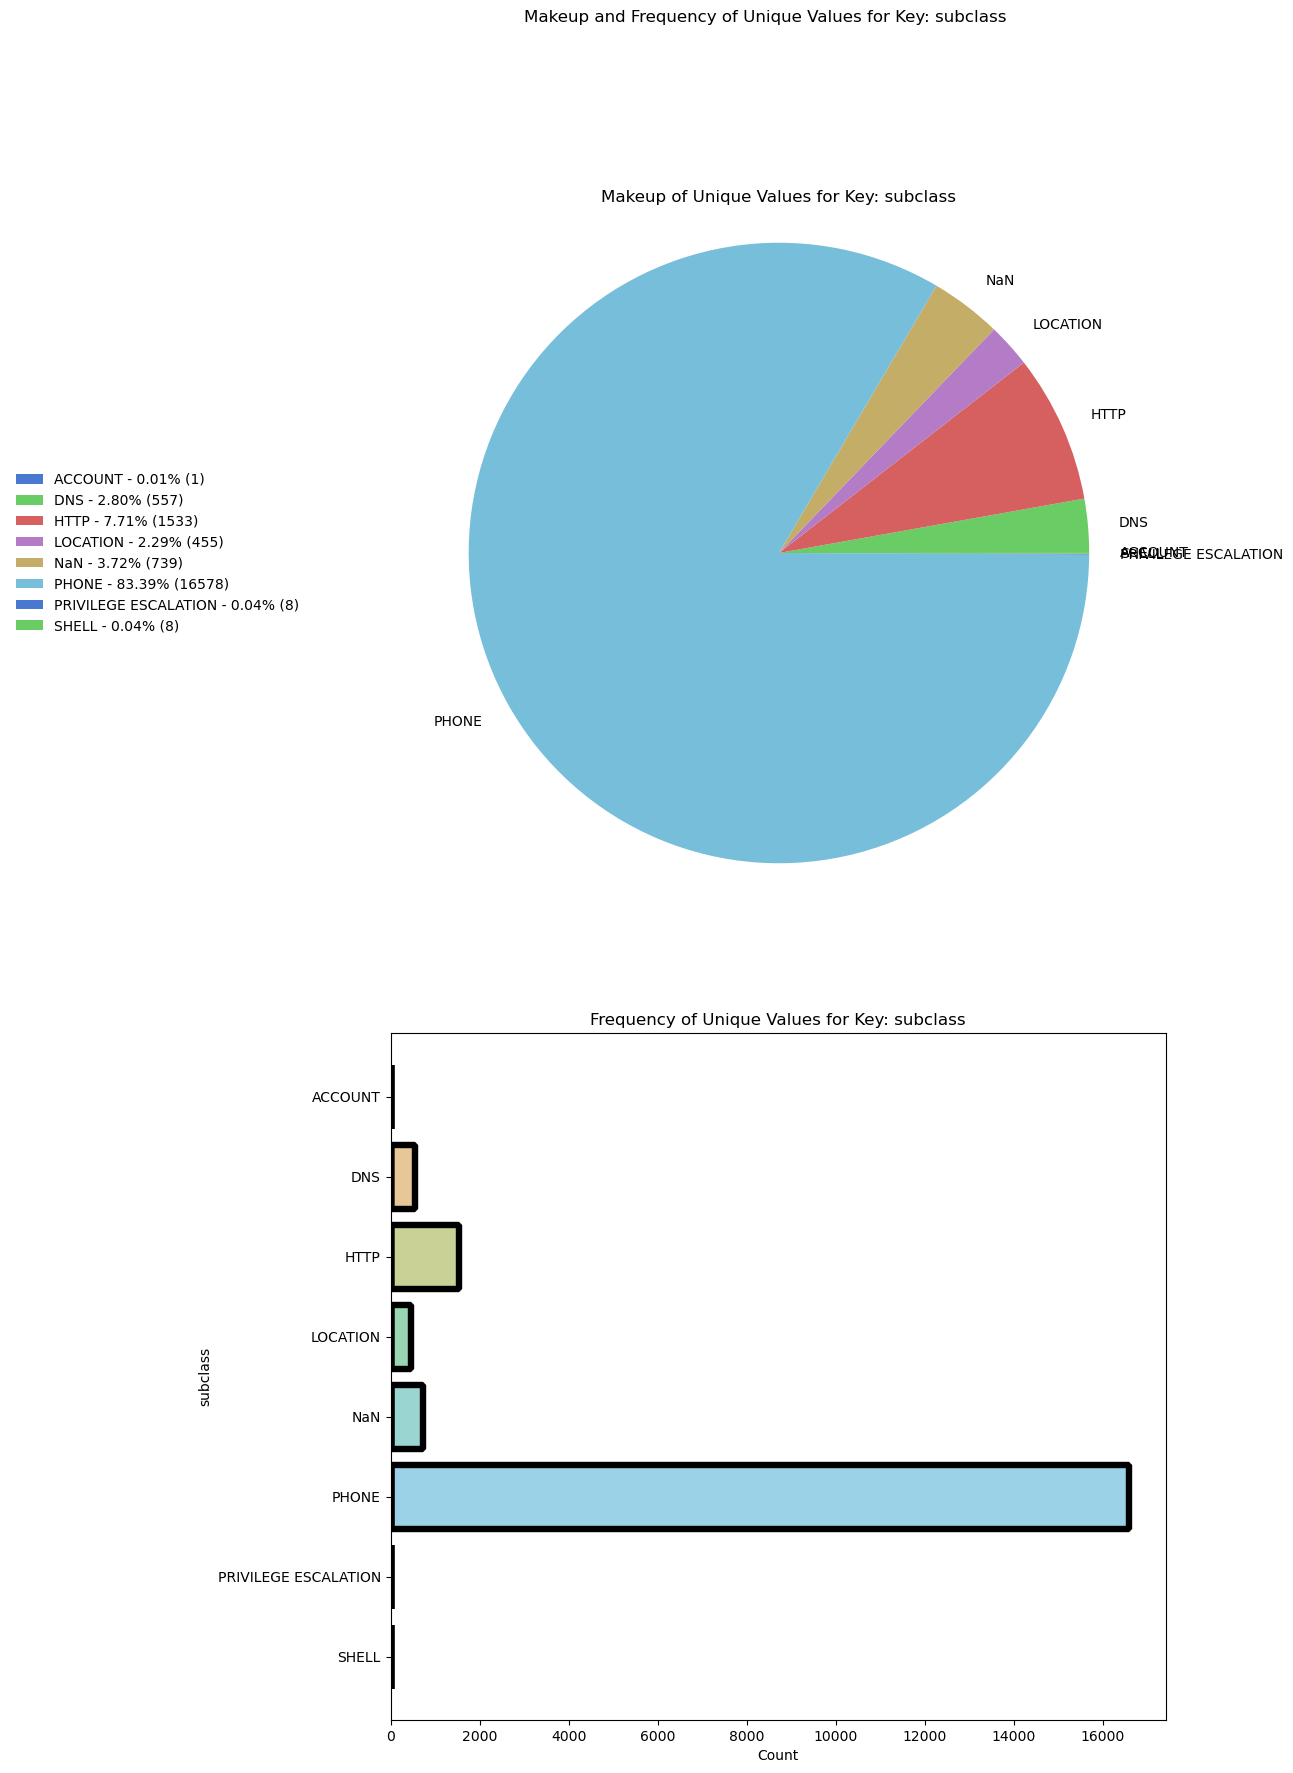 Makeup and Frequency of Unique Values for Key: subclass
Makeup of Unique Values for Key: subclass
NaN
LOCATION
HTTP
DNS
ACCOUNT
PRIVILEGE ESCALATION
PHONE
ACCOUNT - 0.01% (1)
DNS - 2.80% (557)
HTTP - 7.71% (1533)
LOCATION - 2.29% (455)
NaN - 3.72% (739)
PHONE - 83.39% (16578)
PRIVILEGE ESCALATION - 0.04% (8)
SHELL - 0.04% (8)
Frequency of Unique Values for Key: subclass
subclass
ACCOUNT
DNS
HTTP
LOCATION
NaN
PHONE
PRIVILEGE ESCALATION
SHELL
0 2000 4000 6000 8000 10000 12000 14000 16000
Count